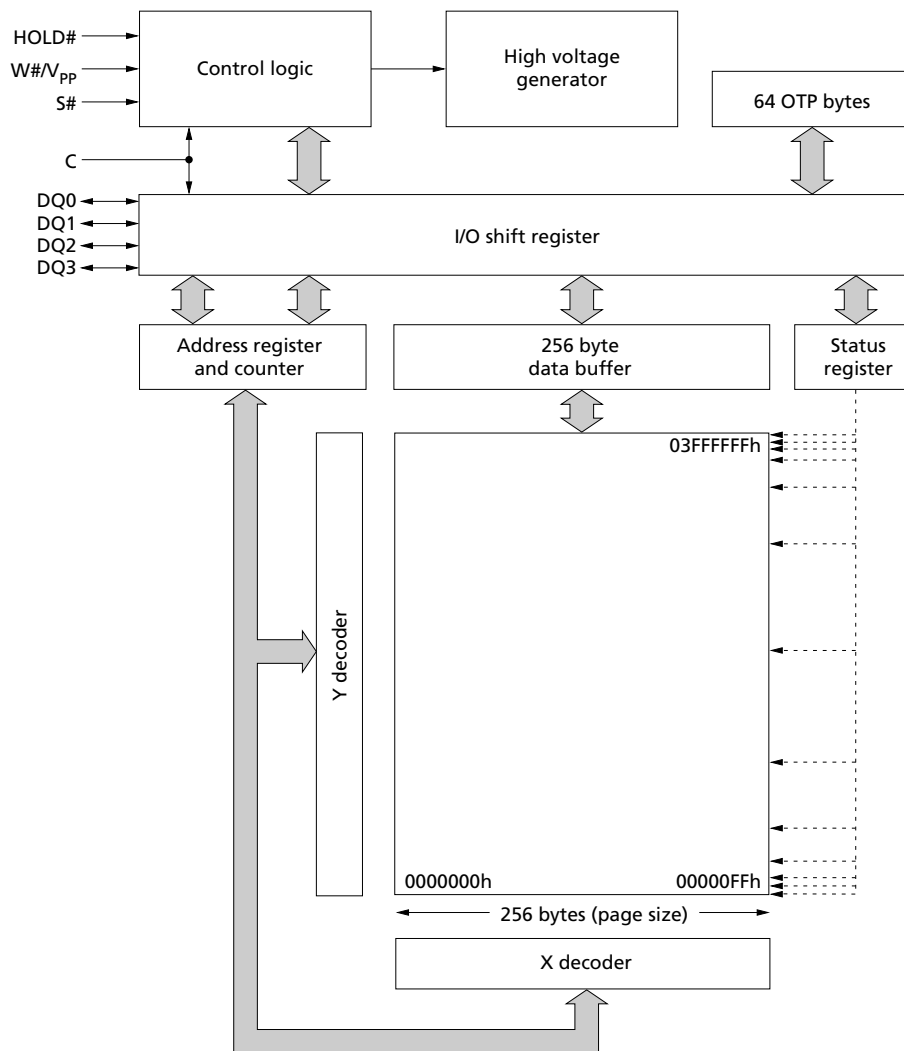 HOLD#
W#/VPP
S#
Control logic
High voltage
generator
64 OTP bytes
C
DQ0
DQ1
DQ2
DQ3
I/O shift register
Address register
and counter
256 byte
data buffer
Status
register
03FFFFFFh
Y decoder
0000000h
00000FFh
256 bytes (page size)
X decoder